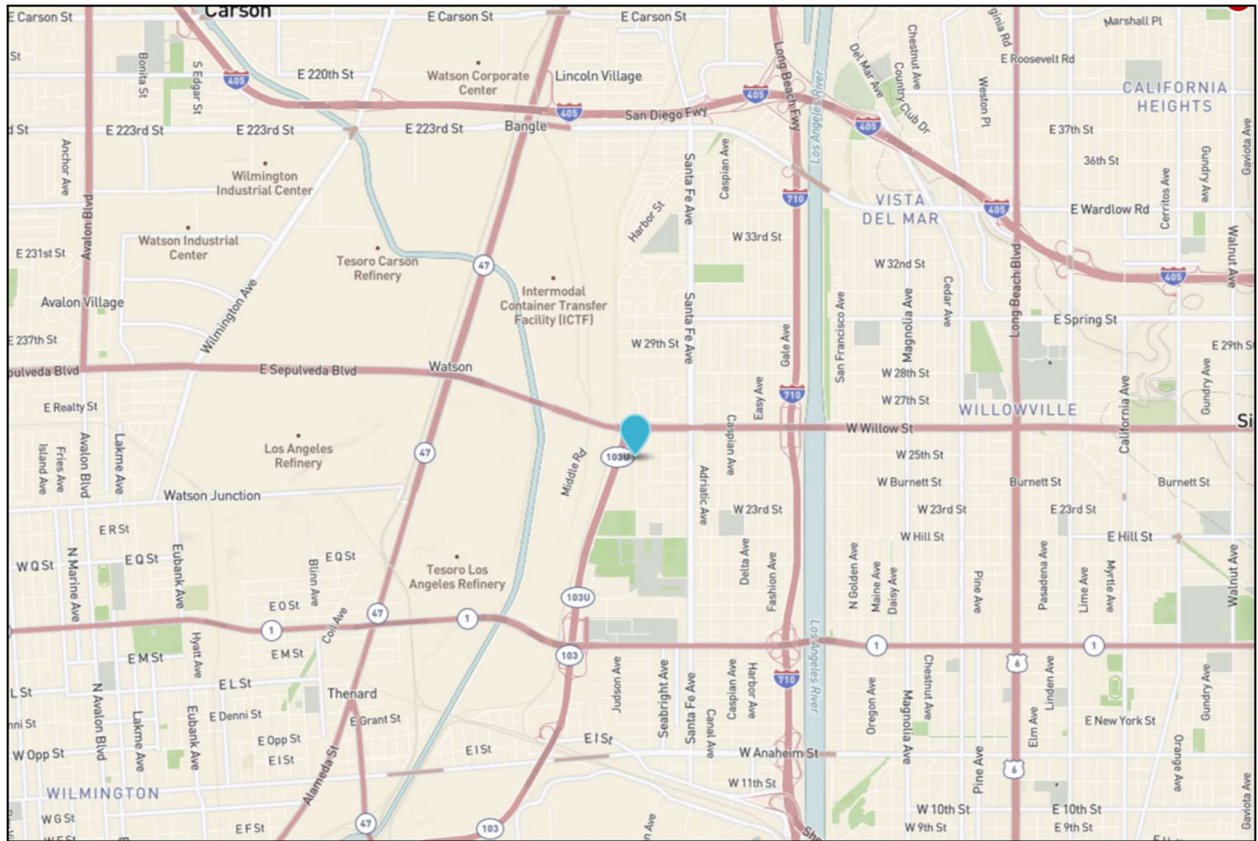 Carson
E Carson St
E Carson St
E Carson St
Marshall Pl
St
Bonita St
S Edgar St
E 220th St
405
Watson Corporate
Center
Lincoln Village
Long Beach Fwy
Los Angeles River
Del Mar Ave
Chestnut Ave
Country Club Dr
ginia Rd
E Roosevelt Rd
Weston Pl
CALIFORNIA
HEIGHTS
405
405
405
San Diego Fwy
d St
E 223rd St
E 223rd St
E 223rd St
Bangle
E 37th St
36th St
Gaviota Ave
Gundry Ave
Cerritos Ave
Anchor Ave
Avalon Blvd
Wilmington
Industrial Center
Santa Fe Ave
Caspian Ave
710
VISTA
DEL MAR
405
E Wardlow Rd
Harbor St
W 33rd St
Watson Industrial
Center
E 231st St
Tesoro Carson
Refinery
47
W 32nd St
Walnut Ave
405
Intermodal
Container Transfer
Facility (ICTF)
Avalon Village
Wilmington Ave
Santa Fe Ave
San Francisco Ave
Magnolia Ave
Cedar Ave
Long Beach Blvd
E Spring St
E 237th St
W 29th St
Gale Ave
E 29th St
pulveda Blvd
E Sepulveda Blvd
Watson
W 28th St
Easy Ave
710
W 27th St
WILLOWVILLE
California Ave
Gundry Ave
E Realty St
Caspian Ave
W Willow St
Si
Island Ave
Fries Ave
Avalon Blvd
Lakme Ave
Los Angeles
Refinery
47
Middle Rd
103U
W 25th St
Adriatic Ave
W Burnett St
Burnett St
Burnett St
Watson Junction
W 23rd St
W 23rd St
E 23rd St
E R St
W Hill St
E Hill St
W Q St
N Marine Ave
E Q St
Eubank Ave
Blinn Ave
E Q St
Tesoro Los
Angeles Refinery
Delta Ave
Fashion Ave
N Golden Ave
Maine Ave
Daisy Ave
Pine Ave
Pasadena Ave
Lime Ave
Myrtle Ave
Walnut Ave
103U
E O St
47
1
1
Coil Ave
Hyatt Ave
E M St
E M St
103
1
1
710
6
L St
N Avalon Blvd
E L St
Thenard
Juospru Ave
Seabright Ave
Santa Fe Ave
Caspian Ave
Harbor Ave
Canal Ave
Los Angeles River
Oregon Ave
Magnolia Ave
Chestnut Ave
Linden Ave
Elm Ave
Gundry Ave
nni St
Lakme Ave
Eubank Ave
E Denni St
E Grant St
E New York St
W Opp St
E Opp St
E I St
E I St
E I St
W Anaheim St
Pine Ave
6
Orange Ave
Alameda St
W 11th St
Gaviota Ave
WILMINGTON
W G St
E F St
47
103
n Ave
Sho
W 10th St
E 10th St
W 9th St
E 9th St